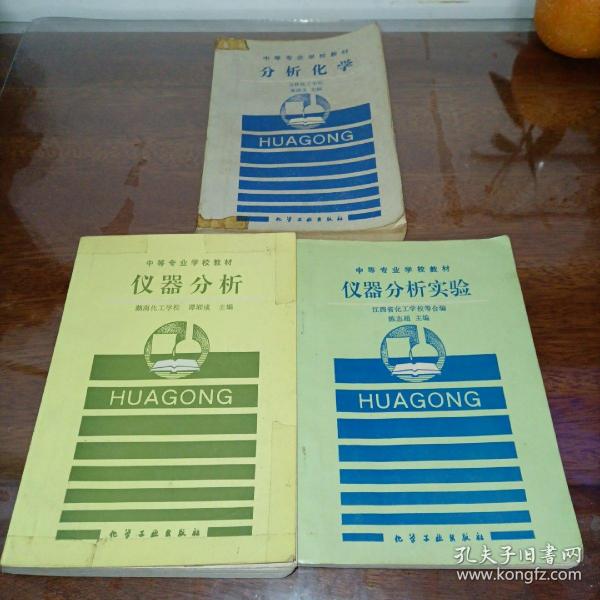 中等专业学校教材
分析化学
HUAGONG
化学工业出版社
中等专业学校教材
仪器分析
湖南化工学校 谭湘成 主编
HUAGONG
化学工业出版社
中等专业学校教材
仪器分析实验
江西省化工学校等合编
陈志超 主编
HUAGONG
化学工业出版社
孔夫子旧书网
www.kongfz.com